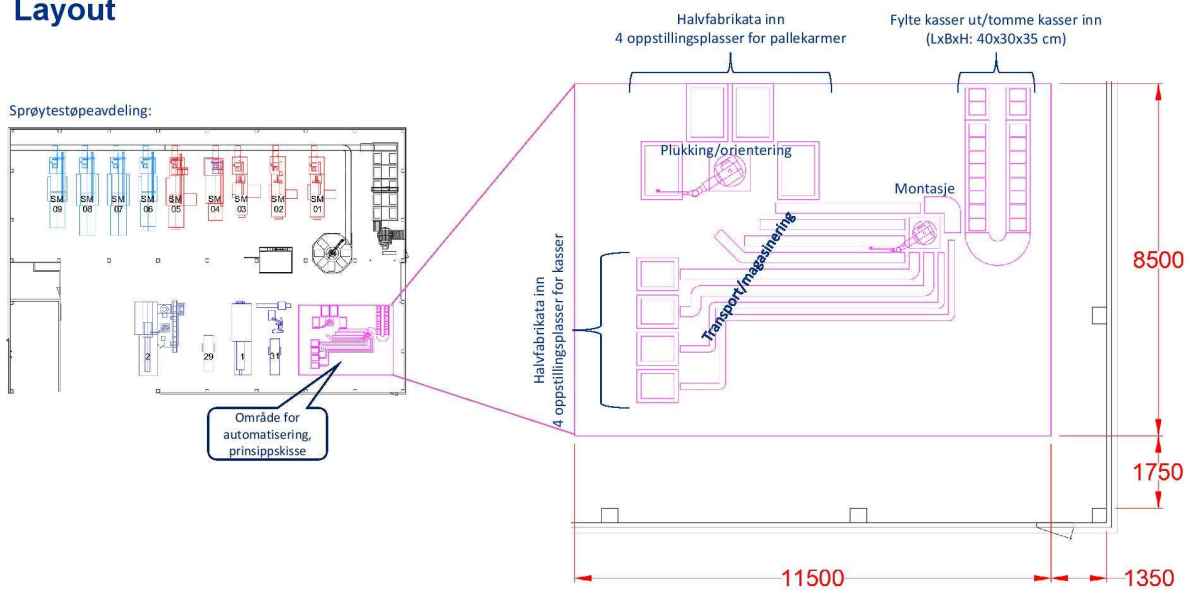 Layout
Sprøytestøpeavdeling:
SM
09
SM
08
SM
07
SM
06
SM
05
SM
04
SM
03
SM
02
SM
01
2
29
1
31
Område for
automatisering,
prinsippskisse
Halvfabrikata inn
4 oppstillingsplasser for pallekarmer
Fylte kasser ut/tomme kasser inn
(LxBxH: 40x30x35 cm)
Plukking/orientering
Montasje
Transport/magasinering
Halvfabrikata inn
4 oppstillingsplasser for kasser
8500
1750
11500
1350